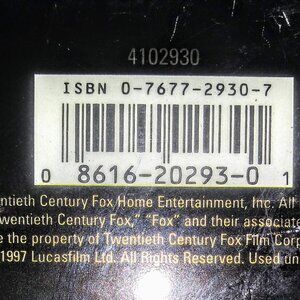 4102930
ISBN 0-7677-2930-7
0 8616-20293-0 1
ntieth Century Fox Home Entertainment, Inc. All
wentieth Century Fox," "Fox" and their associate
e the property of Twentieth Century Fox Film Corp
1997 Lucasfilm Ltd. All Rights Reserved. Used un